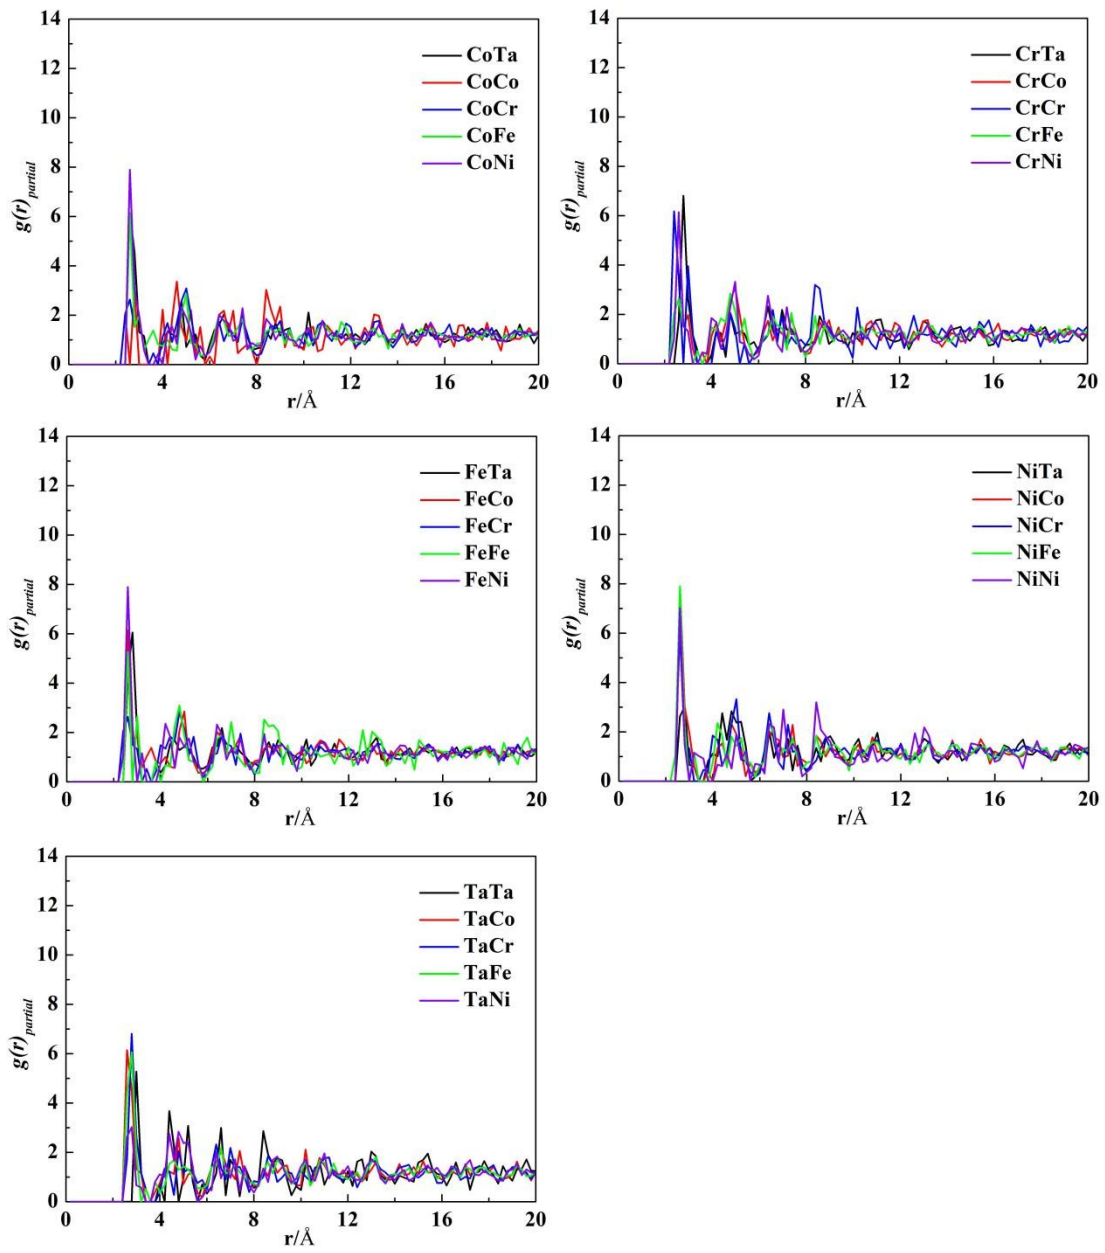 14
12
10
8
6
4
2
0
g(r)partial
CoTa
CoCo
CoCr
CoFe
CoNi
0 4 8 12 16 20
r/Å
14
12
10
8
6
4
2
0
g(r)partial
CrTa
CrCo
CrCr
CrFe
CrNi
0 4 8 12 16 20
r/Å
14
12
10
8
6
4
2
0
g(r)partial
FeTa
FeCo
FeCr
FeFe
FeNi
0 4 8 12 16 20
r/Å
14
12
10
8
6
4
2
0
g(r)partial
NiTa
NiCo
NiCr
NiFe
NiNi
0 4 8 12 16 20
r/Å
14
12
10
8
6
4
2
0
g(r)partial
TaTa
TaCo
TaCr
TaFe
TaNi
0 4 8 12 16 20
r/Å